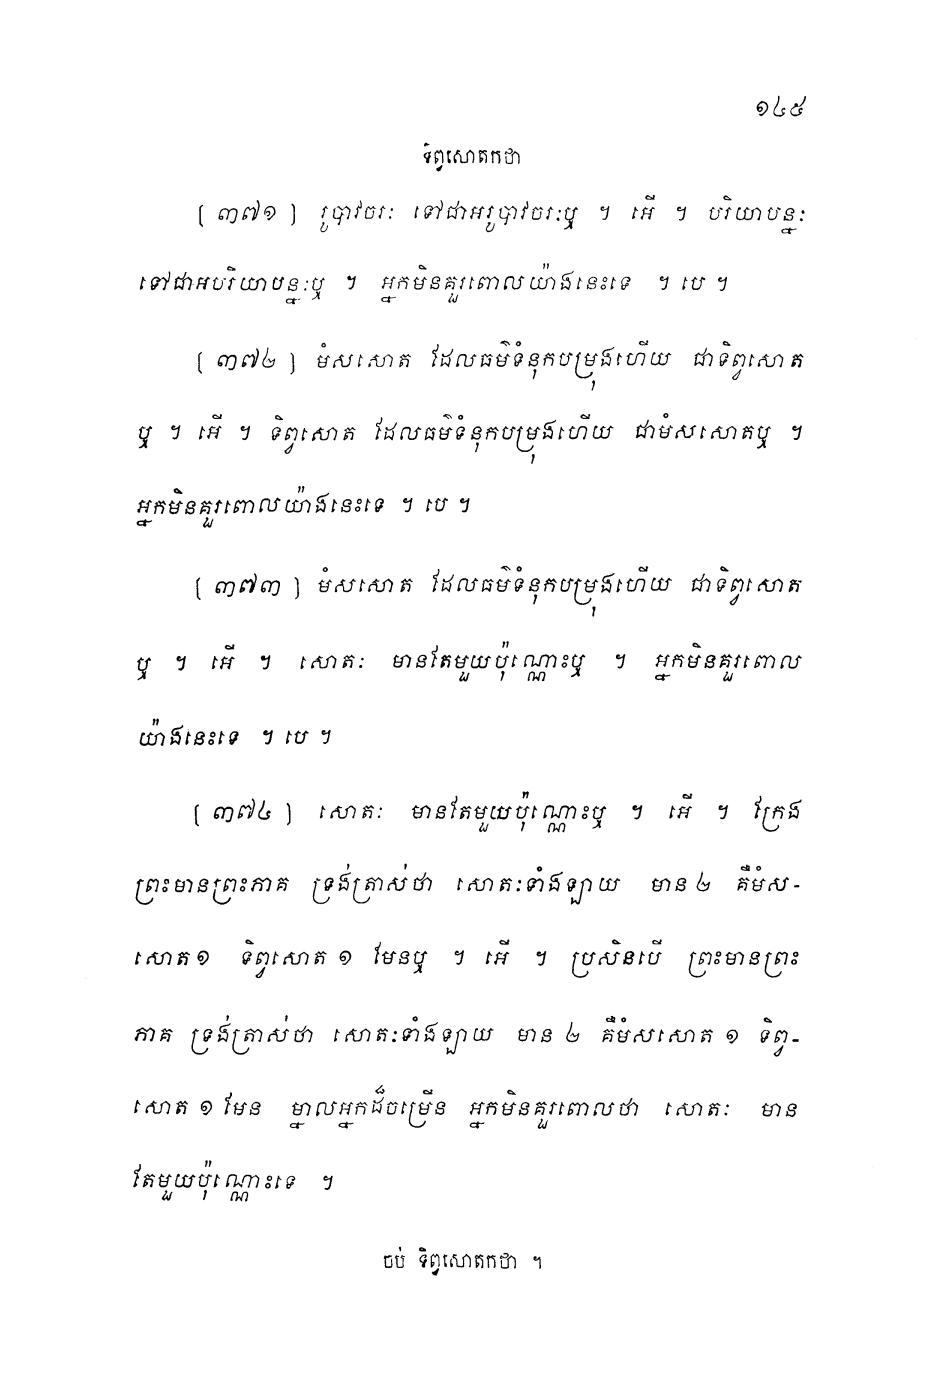 ១៤៥
ទិព្វសោតកថា
[ ៣៧១ ] រូបាវចរៈ ទៅជាអរូបាវចរៈឬ ។ អើ ។ បរិយាបន្នៈ
ទៅជាអបរិយាបន្នៈឬ ។ អ្នកមិនគួរពោលយ៉ាងនេះទេ ។ បេ ។
[ ៣៧២ ] មំសសោត ដែលធម៌ទំនុកបម្រុងហើយ ជាទិព្វសោត
ឬ ។ អើ ។ ទិព្វសោត ដែលធម៌ទំនុកបម្រុងហើយ ជាមំសសោតឬ ។
អ្នកមិនគួរពោលយ៉ាងនេះទេ ។ បេ ។
[ ៣៧៣ ] មំសសោត ដែលធម៌ទំនុកបម្រុងហើយ ជាទិព្វសោត
ឬ ។ អើ ។ សោតៈ មានតែមួយប៉ុណ្ណោះឬ ។ អ្នកមិនគួរពោល
យ៉ាងនេះទេ ។ បេ ។
[ ៣៧៤ ] សោតៈ មានតែមួយប៉ុណ្ណោះឬ ។ អើ ។ ក្រែង
ព្រះមានព្រះភាគ ទ្រង់ត្រាស់ថា សោតៈទាំងឡាយ មាន ២ គឺមំស-
សោត ១ ទិព្វសោត ១ មែនឬ ។ អើ ។ ប្រសិនបើ ព្រះមានព្រះ
ភាគ ទ្រង់ត្រាស់ថា សោតៈទាំងឡាយ មាន ២ គឺមំសសោត ១ ទិព្វ-
សោត ១ មែន ម្នាលអ្នកដ៏ចម្រើន អ្នកមិនគួរពោលថា សោតៈ មាន
តែមួយប៉ុណ្ណោះទេ ។
ចប់ ទិព្វសោតកថា ។